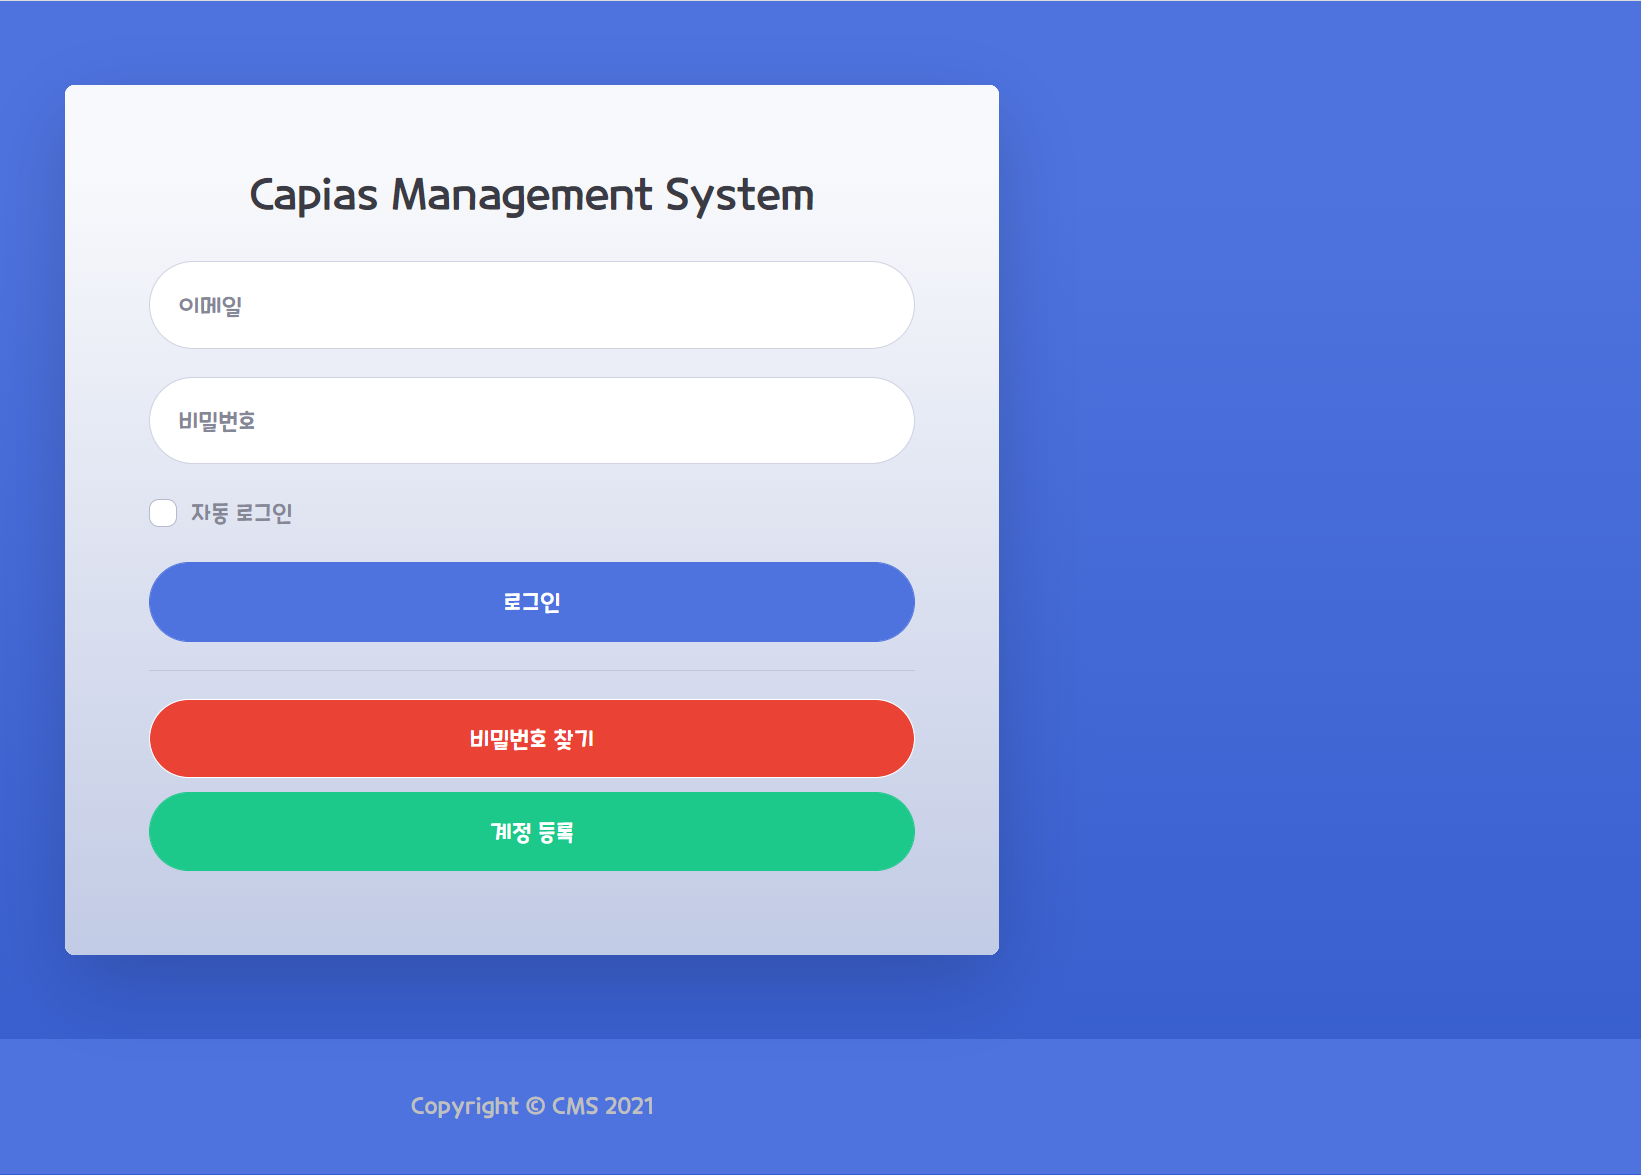 Capias Management System
이메일
비밀번호
자동 로그인
로그인
비밀번호 찾기
계정 등록
Copyright © CMS 2021